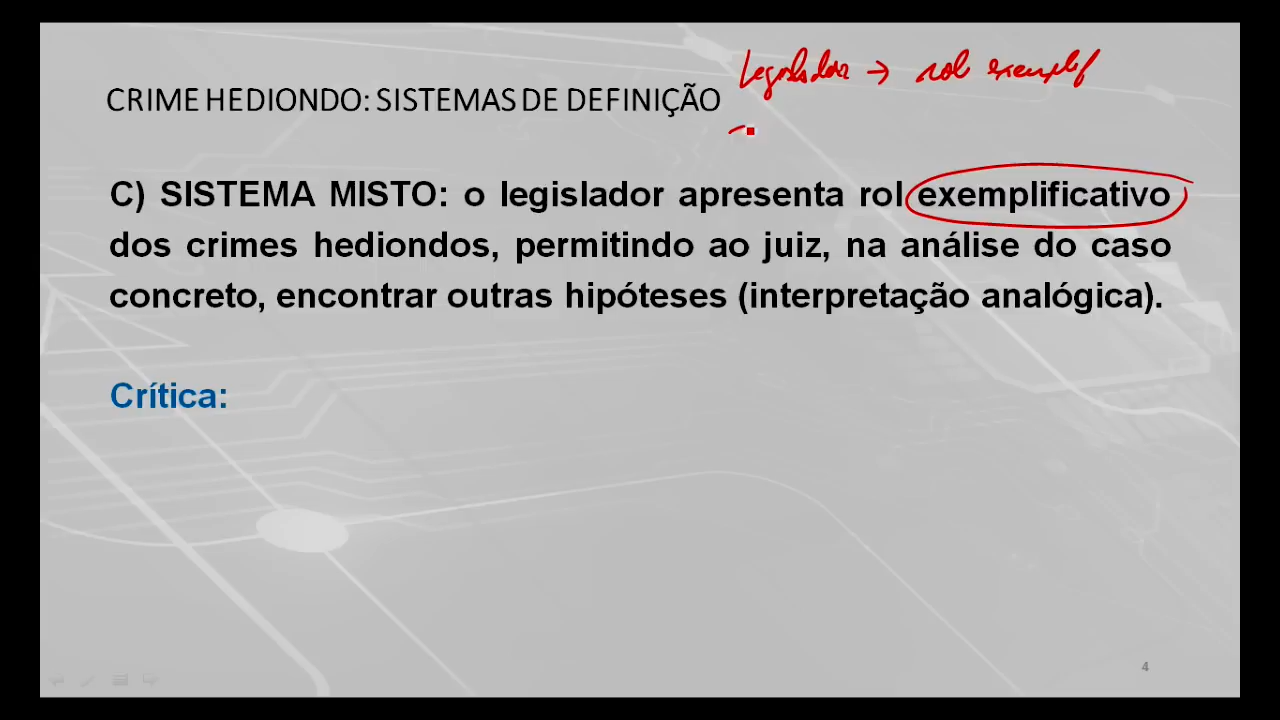 legislador → rol exemplif
CRIME HEDIONDO: SISTEMAS DE DEFINIÇÃO
C) SISTEMA MISTO: o legislador apresenta rol exemplificativo
dos crimes hediondos, permitindo ao juiz, na análise do caso
concreto, encontrar outras hipóteses (interpretação analógica).
Crítica:
4